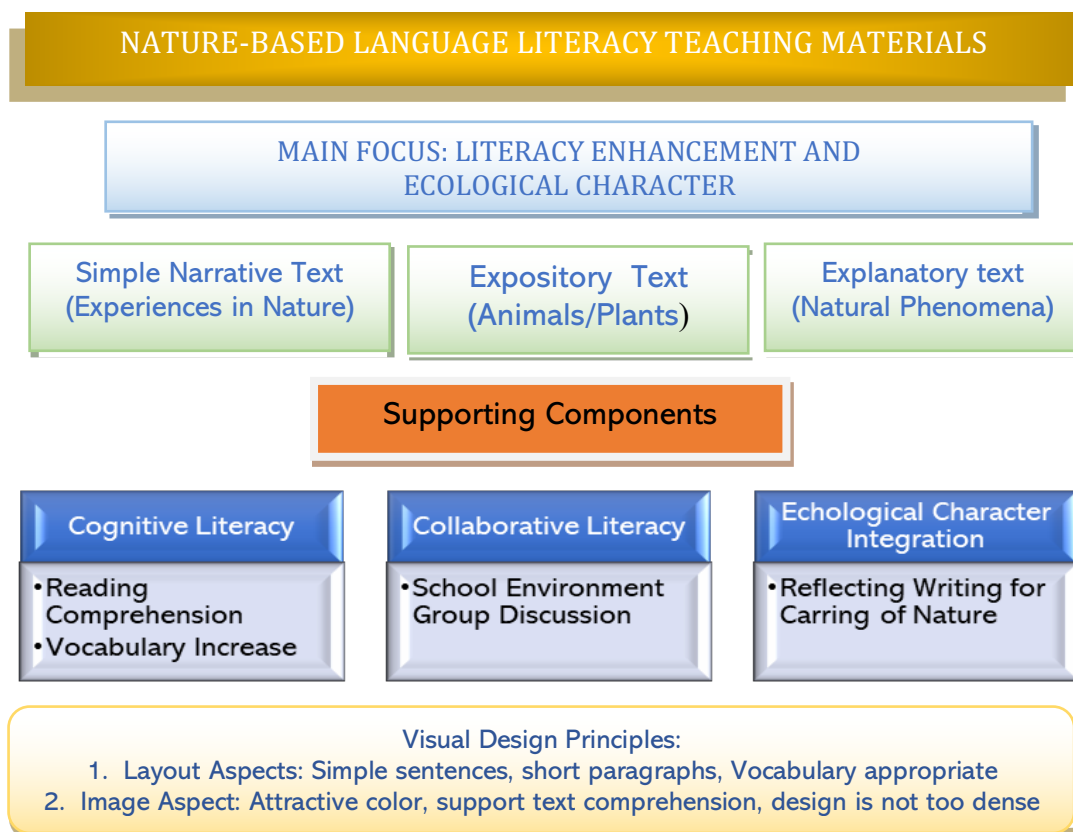 NATURE-BASED LANGUAGE LITERACY TEACHING MATERIALS
MAIN FOCUS: LITERACY ENHANCEMENT AND
ECOLOGICAL CHARACTER
Simple Narrative Text
(Experiences in Nature)
Expository Text
(Animals/Plants)
Explanatory text
(Natural Phenomena)
Supporting Components
Cognitive Literacy
•Reading
Comprehension
•Vocabulary Increase
Collaborative Literacy
•School Environment
Group Discussion
Echological Character
Integration
•Reflecting Writing for
Carring of Nature
Visual Design Principles:
1. Layout Aspects: Simple sentences, short paragraphs, Vocabulary appropriate
2. Image Aspect: Attractive color, support text comprehension, design is not too dense